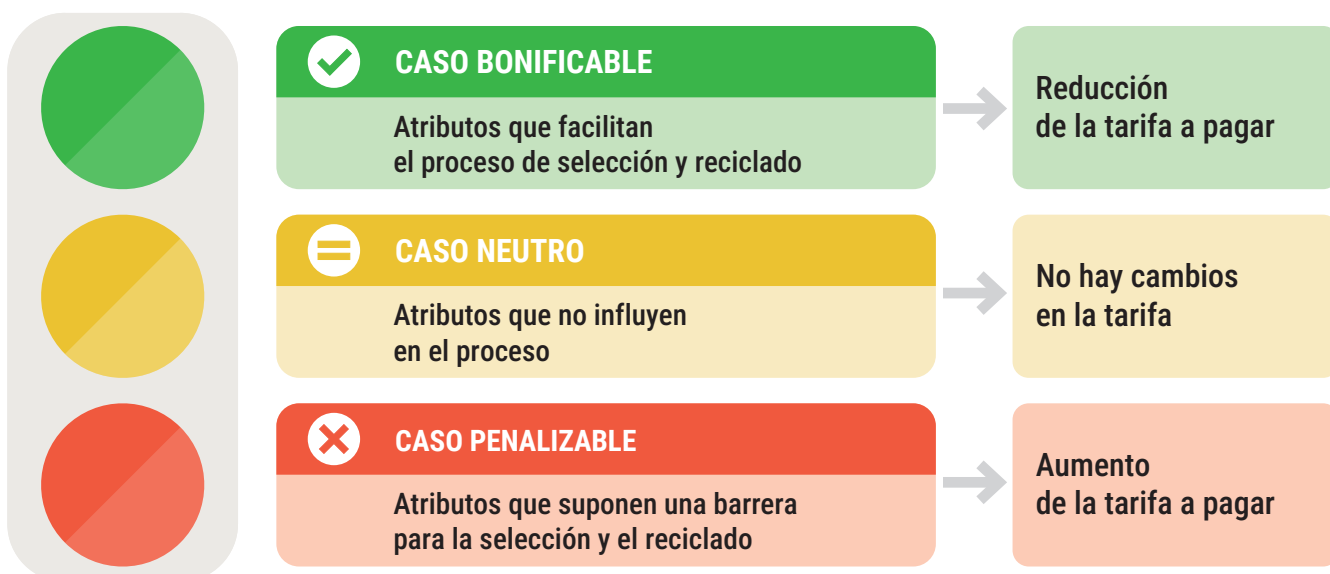 CASO BONIFICABLE
Atributos que facilitan
el proceso de selección y reciclado
Reducción
de la tarifa a pagar
CASO NEUTRO
Atributos que no influyen
en el proceso
No hay cambios
en la tarifa
CASO PENALIZABLE
Atributos que suponen una barrera
para la selección y el reciclado
Aumento
de la tarifa a pagar